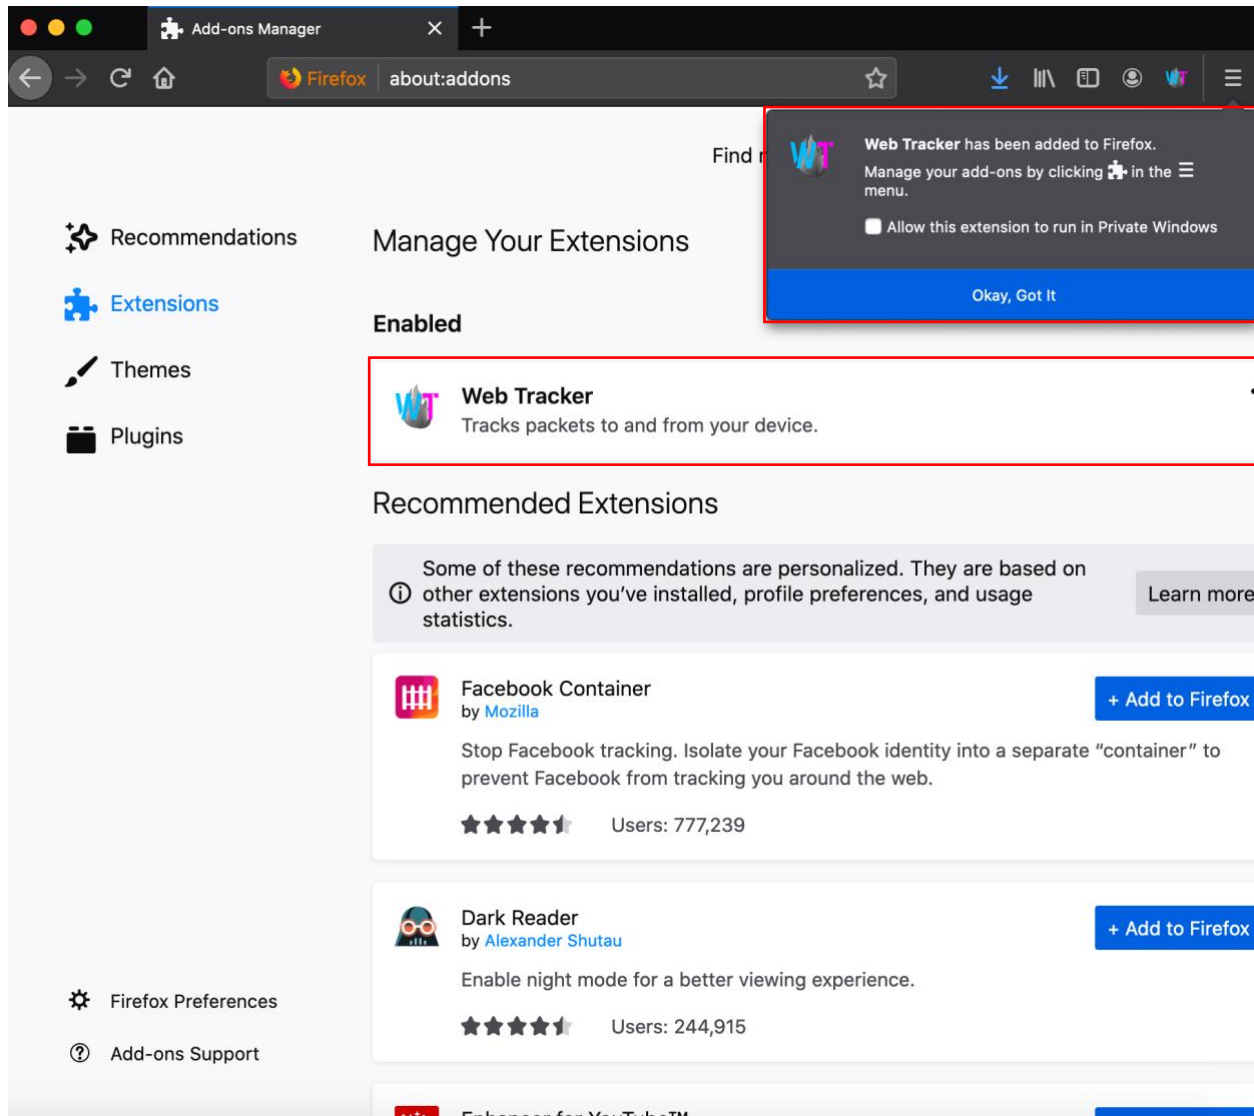 Add-ons Manager
Firefox about:addons
Find
WT Web Tracker has been added to Firefox.
Manage your add-ons by clicking in the
menu.
Allow this extension to run in Private Windows
Okay, Got It
Recommendations
Extensions
Themes
Plugins
Manage Your Extensions
Enabled
WT Web Tracker
Tracks packets to and from your device.
Recommended Extensions
Some of these recommendations are personalized. They are based on
other extensions you’ve installed, profile preferences, and usage
statistics.
Learn more
Facebook Container
by Mozilla
+ Add to Firefox
Stop Facebook tracking. Isolate your Facebook identity into a separate “container” to
prevent Facebook from tracking you around the web.
Users: 777,239
Dark Reader
by Alexander Shutau
+ Add to Firefox
Enable night mode for a better viewing experience.
Users: 244,915
Firefox Preferences
Add-ons Support
Enhancer for YouTube™